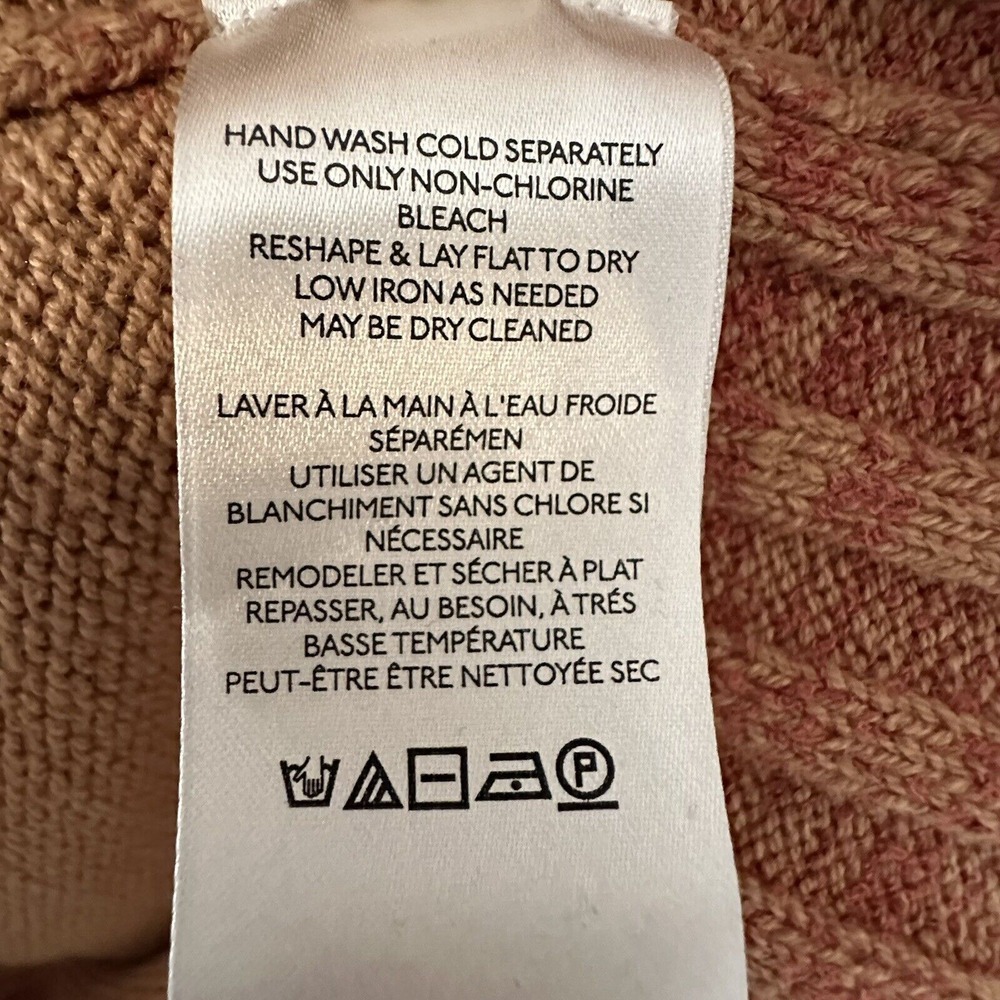 HAND WASH COLD SEPARATELY
USE ONLY NON-CHLORINE
BLEACH
RESHAPE & LAY FLAT TO DRY
LOW IRON AS NEEDED
MAY BE DRY CLEANED
LAVER À LA MAIN À L'EAU FROIDE
SÉPARÉMEN
UTILISER UN AGENT DE
BLANCHIMENT SANS CHLORE SI
NÉCESSAIRE
REMODELER ET SÉCHER À PLAT
REPASSER, AU BESOIN, À TRÉS
BASSE TEMPÉRATURE
PEUT-ÊTRE ÊTRE NETTOYÉE SEC
P